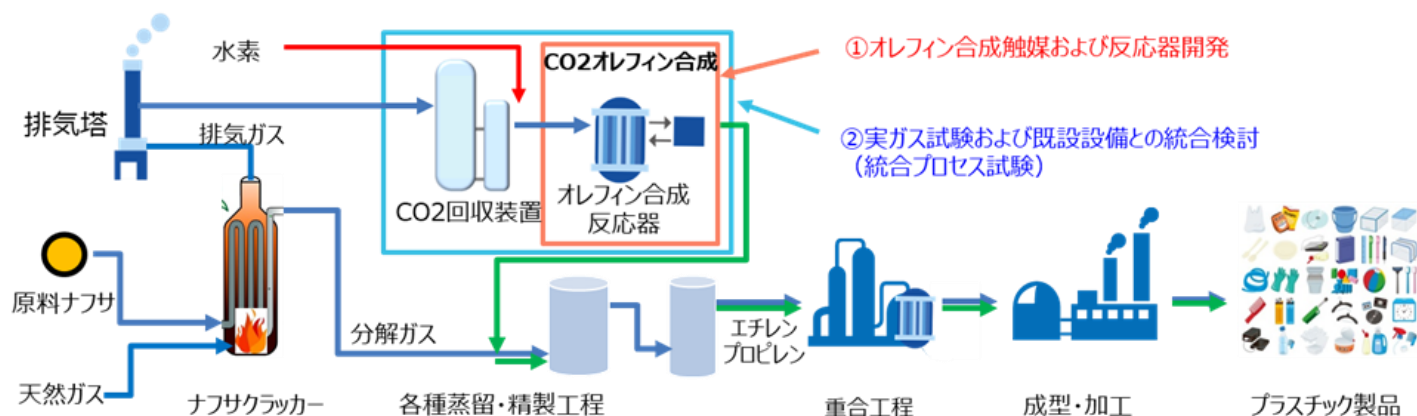 水素
CO2オレフィン合成
①オレフィン合成触媒および反応器開発
排気塔
排気ガス
②実ガス試験および既設設備との統合検討
（統合プロセス試験）
CO2回収装置
オレフィン合成
反応器
原料ナフサ
分解ガス
エチレン
プロピレン
天然ガス
ナフサクラッカー
各種蒸留・精製工程
重合工程
成型・加工
プラスチック製品